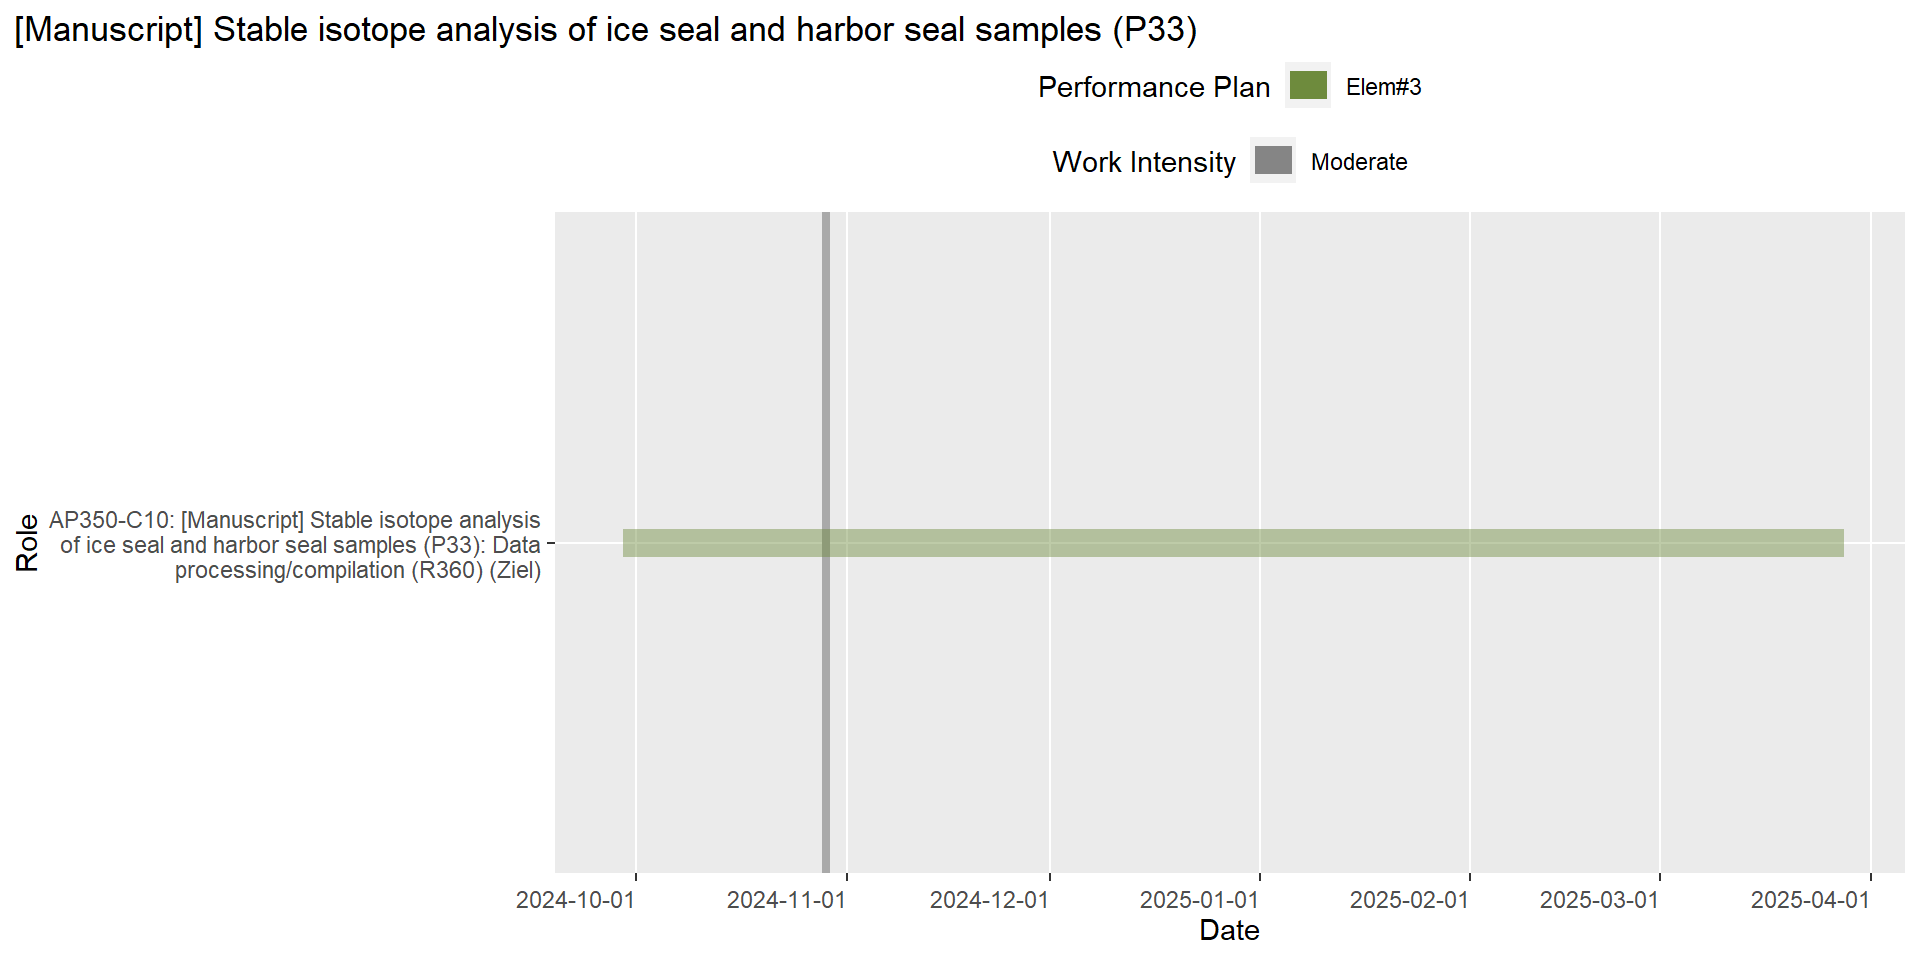 [Manuscript] Stable isotope analysis of ice seal and harbor seal samples (P33)
Performance Plan Elem#3
Work Intensity Moderate
Role
AP350-C10: [Manuscript] Stable isotope analysis
of ice seal and harbor seal samples (P33): Data
processing/compilation (R360) (Ziel)
2024-10-01 2024-11-01 2024-12-01 2025-01-01 2025-02-01 2025-03-01 2025-04-01
Date